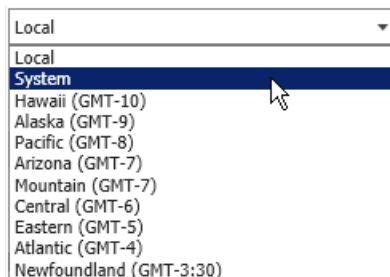 Local
Local
System
Hawaii (GMT-10)
Alaska (GMT-9)
Pacific (GMT-8)
Arizona (GMT-7)
Mountain (GMT-7)
Central (GMT-6)
Eastern (GMT-5)
Atlantic (GMT-4)
Newfoundland (GMT-3:30)